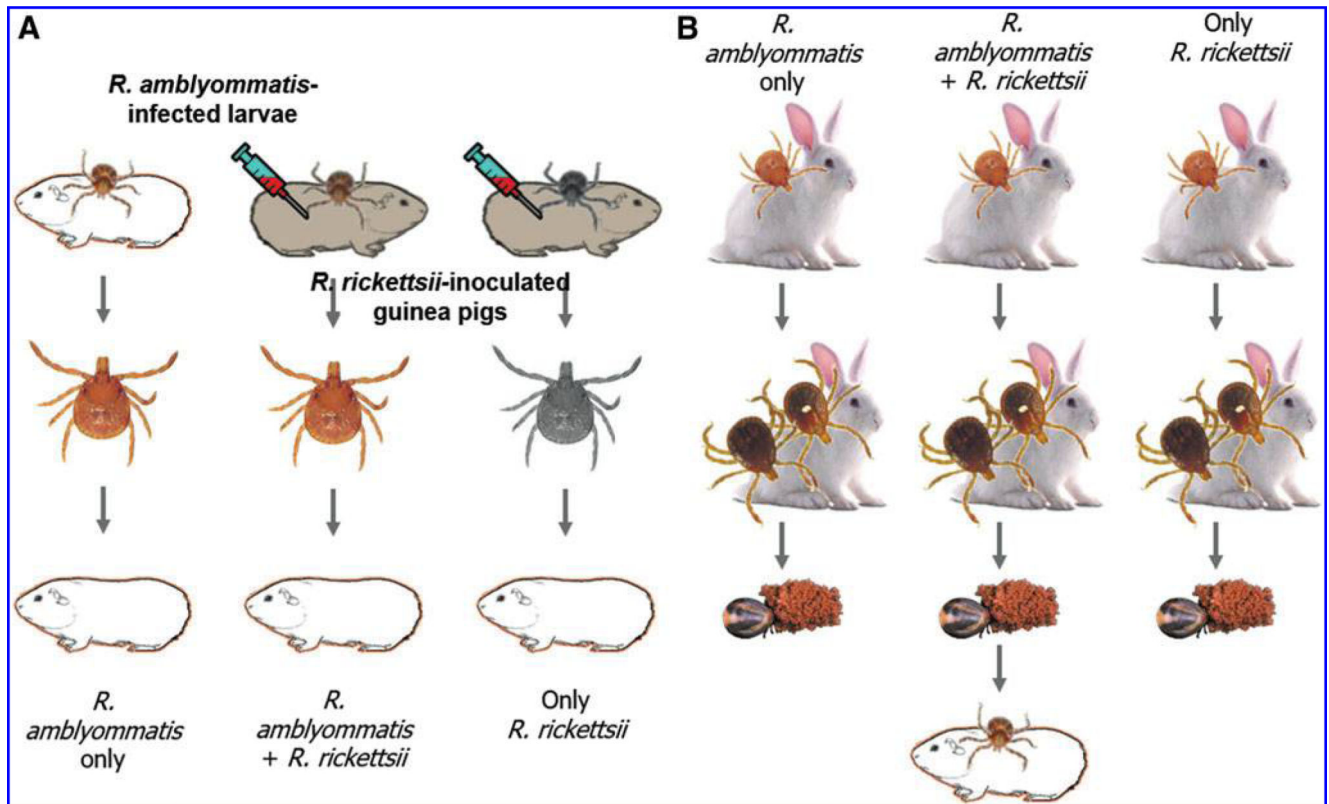 A
R. amblyommatis-
infected larvae
R. rickettsii-inoculated
guinea pigs
R.
amblyommatis
only
R.
amblyommatis
+ R. rickettsii
Only
R. rickettsii
B
R.
amblyommatis
only
R.
amblyommatis
+ R. rickettsii
Only
R. rickettsii